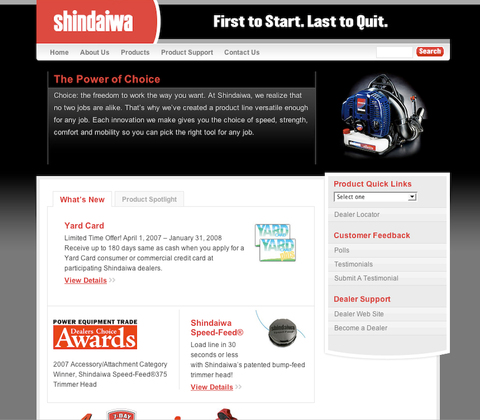 shindaiwa
First to Start. Last to Quit.
Home About Us Products Product Support Contact Us
Search
The Power of Choice
Choice: the freedom to work the way you want. At Shindaiwa, we realize that
no two jobs are alike. That's why we've created a product line versatile enough
for any job. Each innovation we make gives you the choice of speed, strength,
comfort and mobility so you can pick the right tool for any job.
Product Quick Links
Select one
Dealer Locator
Customer Feedback
Polls
Testimonials
Submit A Testimonial
Dealer Support
Dealer Web Site
Become a Dealer
What's New
Product Spotlight
Yard Card
Limited Time Offer! April 1, 2007 – January 31, 2008
Receive up to 180 days same as cash when you apply for a
Yard Card consumer or commercial credit card at
participating Shindaiwa dealers.
View Details >>
YARD
YARD
POWER EQUIPMENT TRADE
Dealers Choice
Awards
2007 Accessory/Attachment Category
Winner, Shindaiwa Speed-Feed®375
Trimmer Head
Shindaiwa
Speed-Feed®
Load line in 30
seconds or less
with Shindaiwa's patented bump-feed
trimmer head!
View Details >>
7-DAY